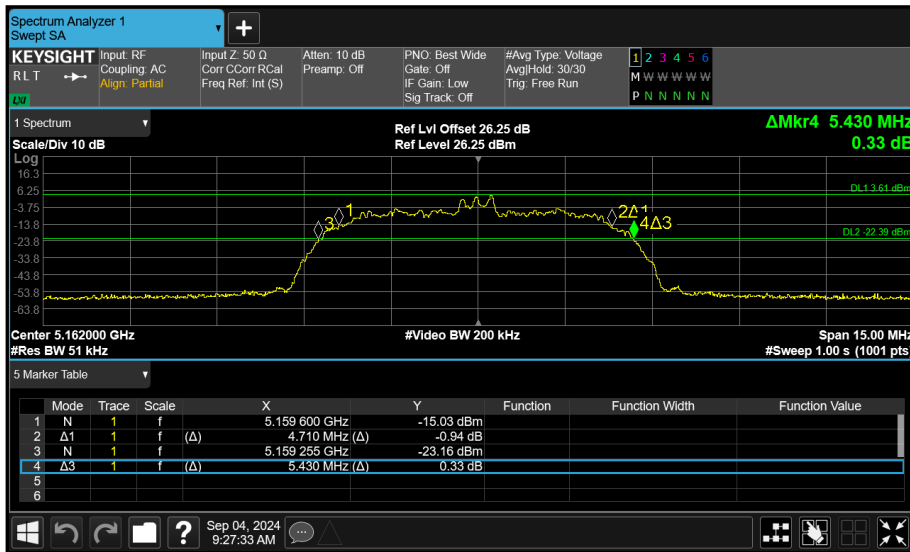 Spectrum Analyzer 1
Swept SA
KEYSIGHT Input: RF Input Z: 50 Ω Atten: 10 dB PNO: Best Wide #Avg Type: Voltage 1 2 3 4 5 6
RLT Coupling: AC Corr CCorr RCal Preamp: Off Gate: Off Avg|Hold: 30/30 M W W W W W
Align: Partial Freq Ref: Int (S) IF Gain: Low Trig: Free Run
LXI Sig Track: Off P N N N N N
1 Spectrum Ref Lvl Offset 26.25 dB ΔMkr4 5.430 MHz
Scale/Div 10 dB Ref Level 26.25 dBm 0.33 dB
Log
16.3
6.25
DL1 3.61 dBm
-3.75
1 2Δ1
-13.8
3 4Δ3
-23.8
DL2 -22.39 dBm
-33.8
-43.8
-53.8
-63.8
Center 5.162000 GHz #Video BW 200 kHz Span 15.00 MHz
#Res BW 51 kHz #Sweep 1.00 s (1001 pts)
5 Marker Table
Mode Trace Scale X Y Function Function Width Function Value
1 N 1 f 5.159 600 GHz -15.03 dBm
2 Δ1 1 f (Δ) 4.710 MHz (Δ) -0.94 dB
3 N 1 f 5.159 255 GHz -23.16 dBm
4 Δ3 1 f (Δ) 5.430 MHz (Δ) 0.33 dB
5
6
Sep 04, 2024
9:27:33 AM